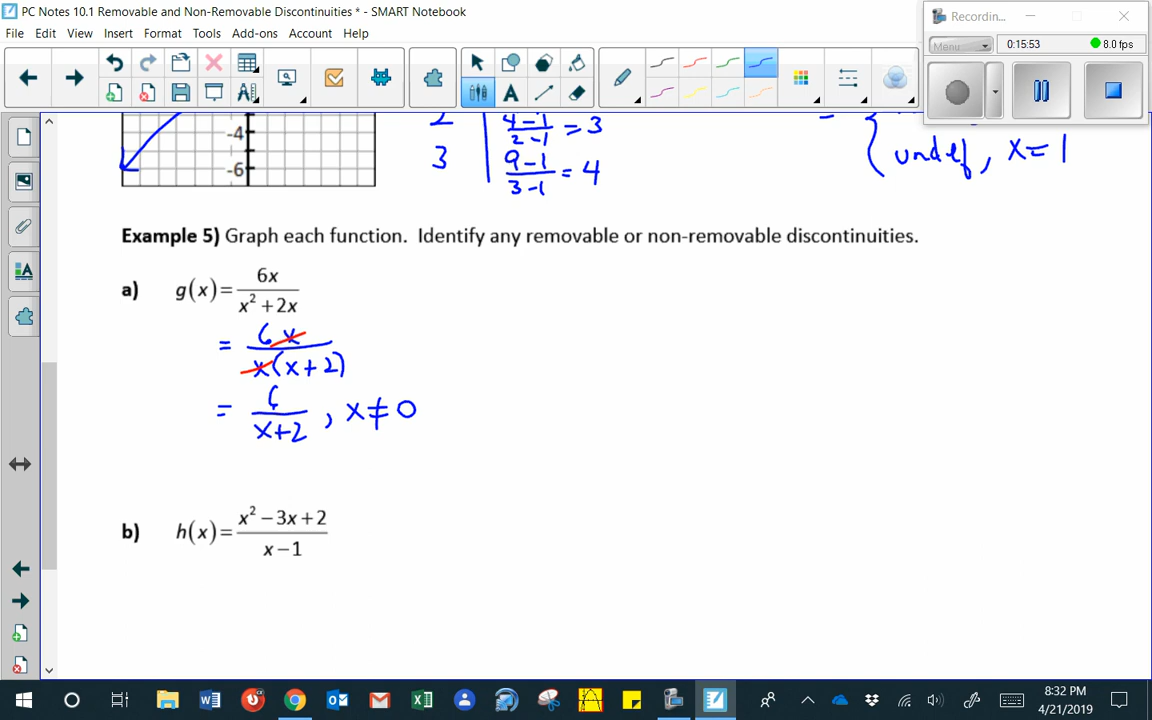 PC Notes 10.1 Removable and Non-Removable Discontinuities * - SMART Notebook
File Edit View Insert Format Tools Add-ons Account Help
Recordin...
Menu 0:15:53 8.0 fps
A
-4
-6
2 | (4-1)/(2-1) = 3
3 | (9-1)/(3-1) = 4
= {
undef, x = 1
Example 5) Graph each function. Identify any removable or non-removable discontinuities.
a) g(x) = 6x/(x² + 2x)
= 6x/(x(x+2))
= 6/(x+2) , x ≠ 0
b) h(x) = (x² − 3x + 2)/(x − 1)
8:32 PM
4/21/2019